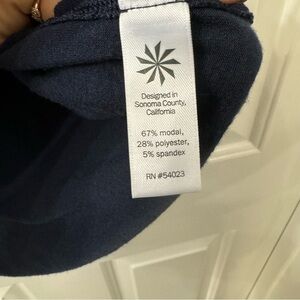 Designed in
Sonoma County,
California
67% modal,
28% polyester,
5% spandex
RN #54023